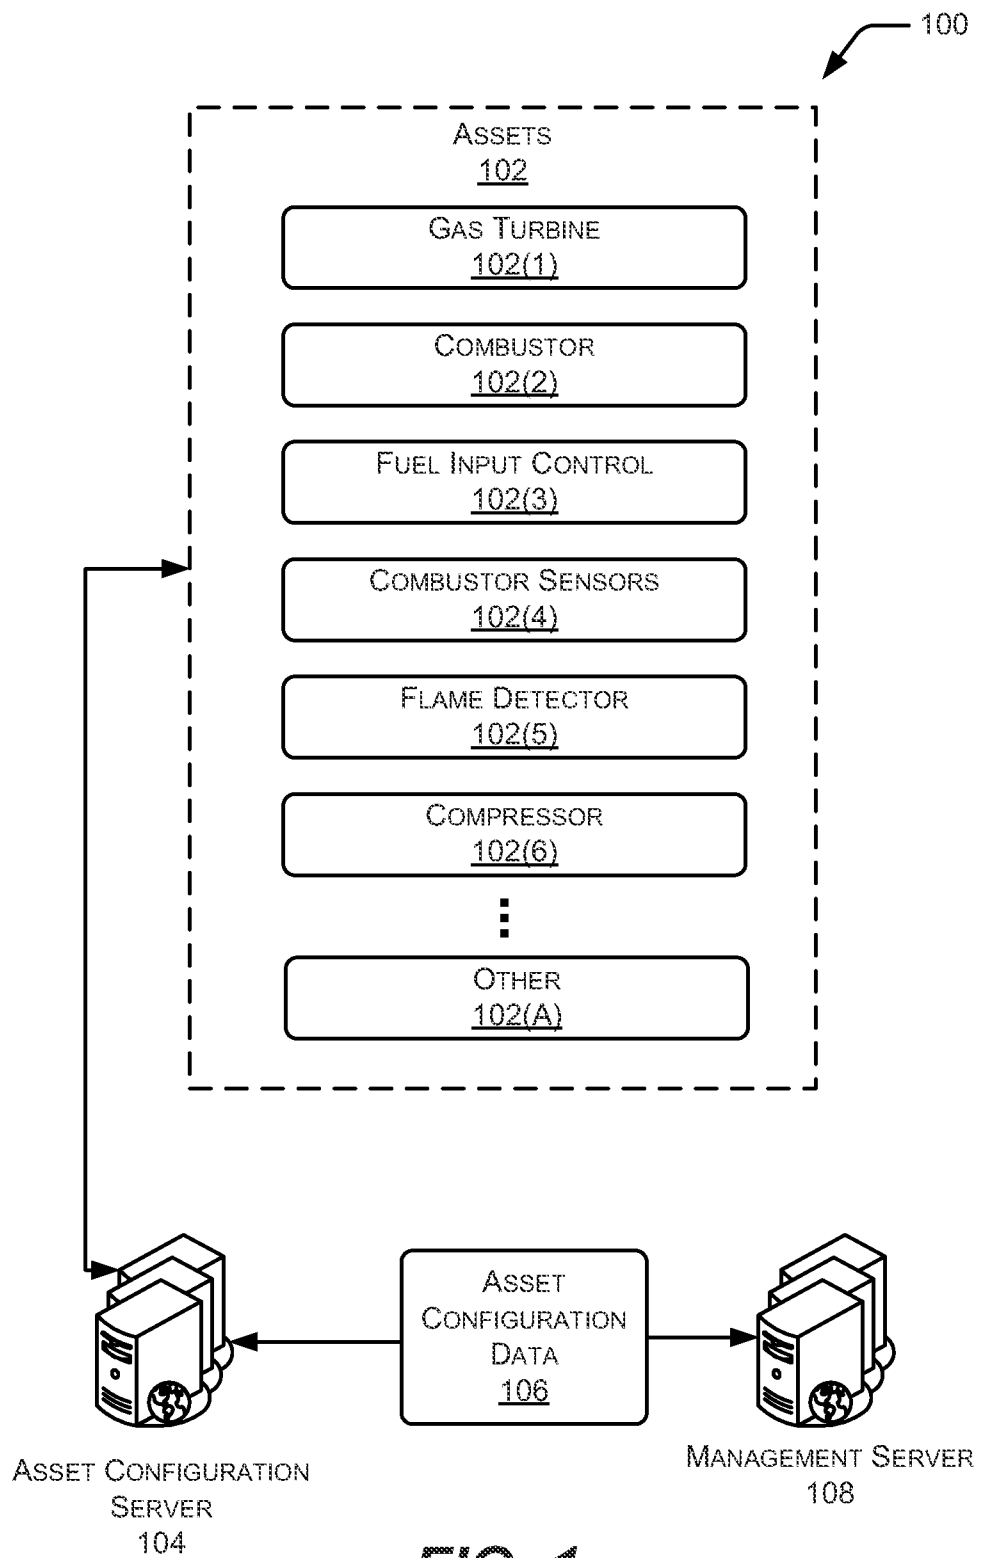 100
ASSETS
102
GAS TURBINE
102(1)
COMBUSTOR
102(2)
FUEL INPUT CONTROL
102(3)
COMBUSTOR SENSORS
102(4)
FLAME DETECTOR
102(5)
COMPRESSOR
102(6)
OTHER
102(A)
ASSET
CONFIGURATION
DATA
106
ASSET CONFIGURATION
SERVER
104
MANAGEMENT SERVER
108
FIG. 1